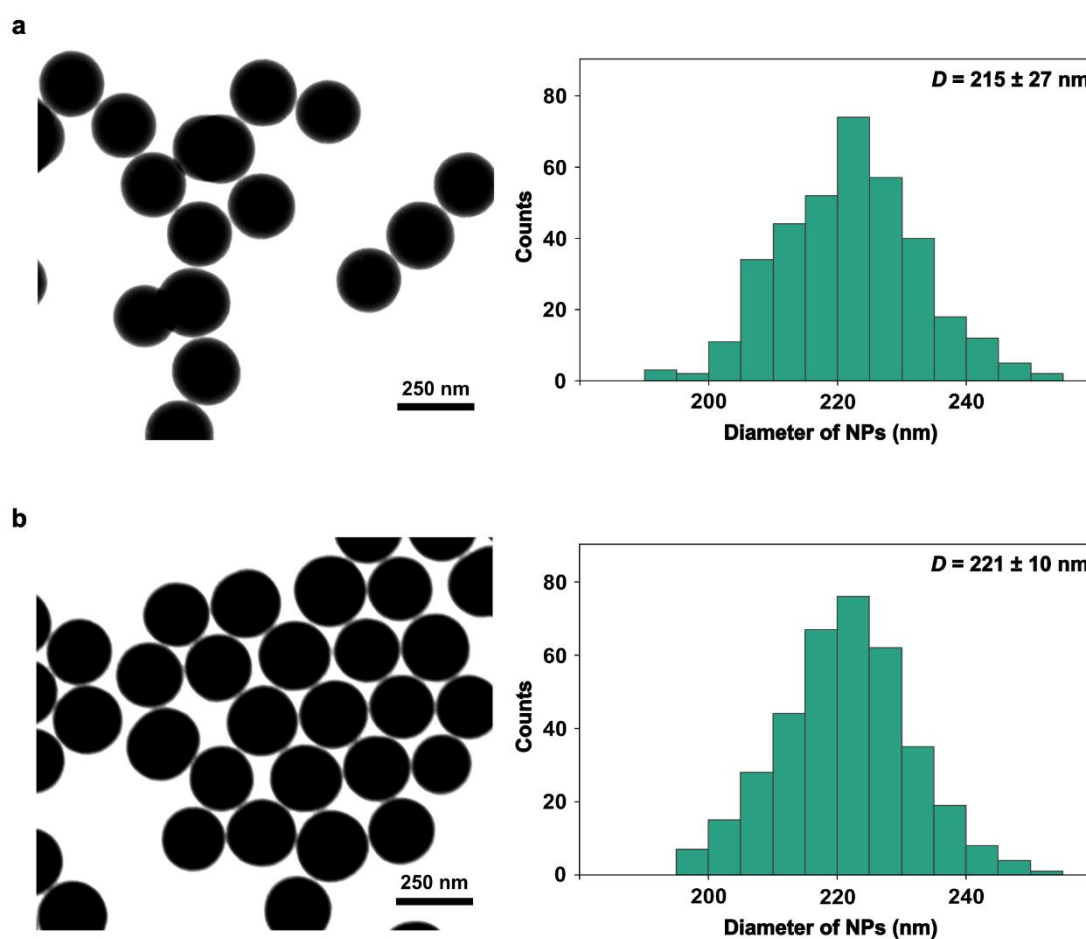 a
250 nm
D = 215 ± 27 nm
80
60
40
20
0
Counts
200 220 240
Diameter of NPs (nm)
b
250 nm
D = 221 ± 10 nm
80
60
40
20
0
Counts
200 220 240
Diameter of NPs (nm)